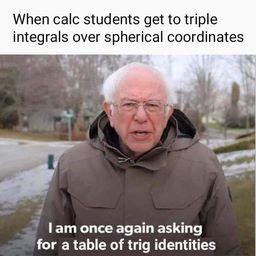 When calc students get to triple
integrals over spherical coordinates
I am once again asking
for a table of trig identities